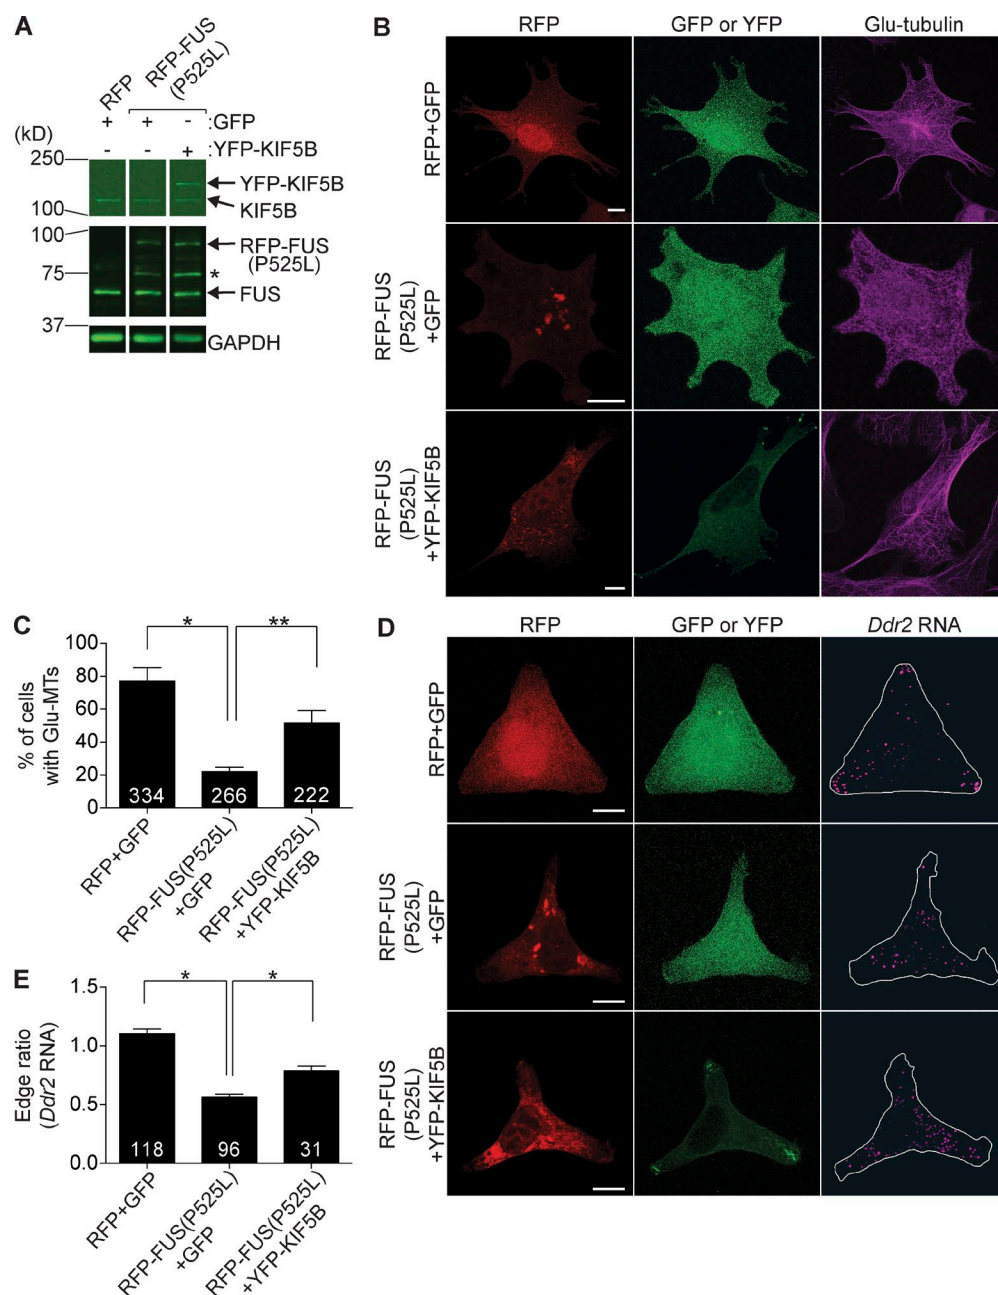 A
RFP
RFP-FUS
(P525L)
(kD)
+ + - :GFP
- - + :YFP-KIF5B
250
YFP-KIF5B
KIF5B
100
100
RFP-FUS
(P525L)
75
*
FUS
37
GAPDH
B
RFP
GFP or YFP
Glu-tubulin
RFP+GFP
RFP-FUS
(P525L)
+GFP
RFP-FUS
(P525L)
+YFP-KIF5B
C
% of cells
with Glu-MTs
100
80
60
40
20
0
*
**
334
266
222
RFP+GFP
RFP-FUS(P525L)
+GFP
RFP-FUS(P525L)
+YFP-KIF5B
D
RFP
GFP or YFP
Ddr2 RNA
RFP+GFP
RFP-FUS
(P525L)
+GFP
RFP-FUS
(P525L)
+YFP-KIF5B
E
Edge ratio
(Ddr2 RNA)
1.5
1.0
0.5
0.0
*
*
118
96
31
RFP+GFP
RFP-FUS(P525L)
+GFP
RFP-FUS(P525L)
+YFP-KIF5B